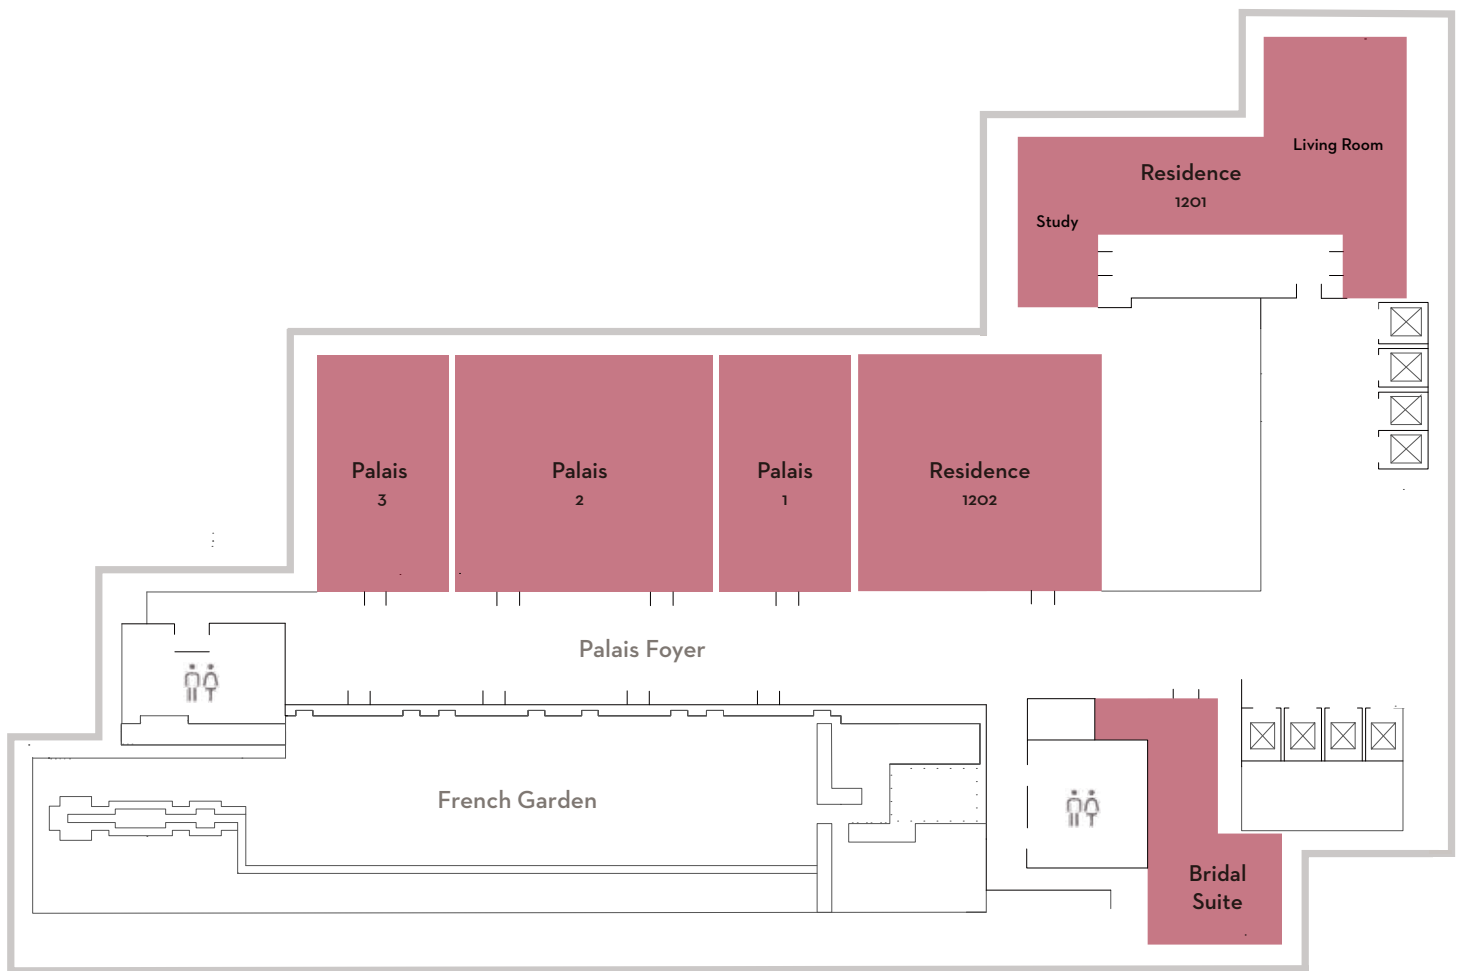 Living Room
Residence
1201
Study
Palais
3
Palais
2
Palais
1
Residence
1202
Palais Foyer
French Garden
Bridal
Suite